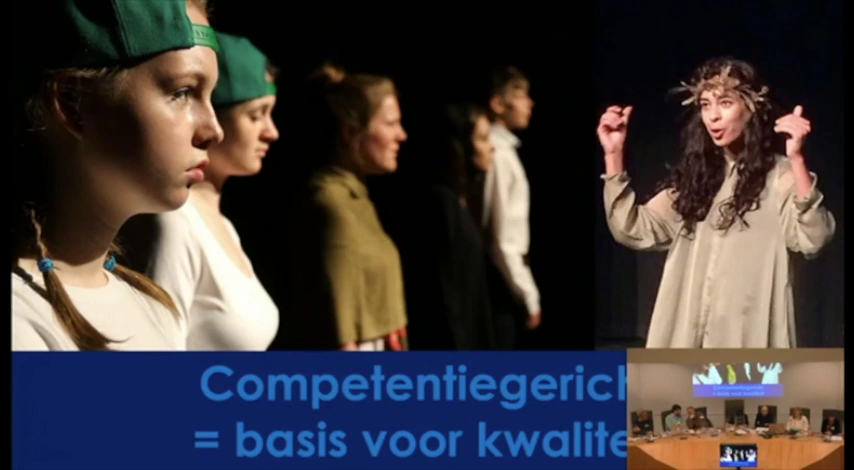 Competentiegerich
= basis voor kwalite